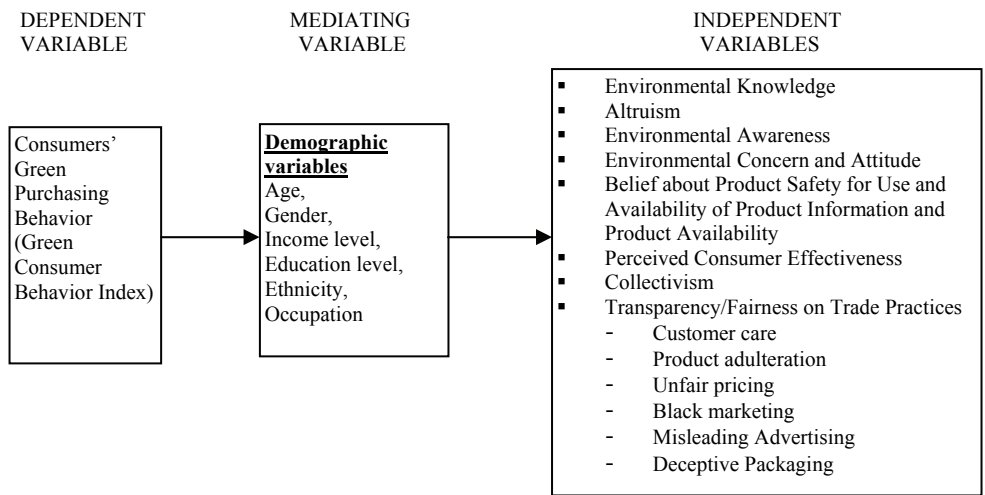 DEPENDENT
VARIABLE
MEDIATING
VARIABLE
INDEPENDENT
VARIABLES
Consumers’
Green
Purchasing
Behavior
(Green
Consumer
Behavior Index)
Demographic
variables
Age,
Gender,
Income level,
Education level,
Ethnicity,
Occupation
▪ Environmental Knowledge
▪ Altruism
▪ Environmental Awareness
▪ Environmental Concern and Attitude
▪ Belief about Product Safety for Use and
Availability of Product Information and
Product Availability
▪ Perceived Consumer Effectiveness
▪ Collectivism
▪ Transparency/Fairness on Trade Practices
- Customer care
- Product adulteration
- Unfair pricing
- Black marketing
- Misleading Advertising
- Deceptive Packaging